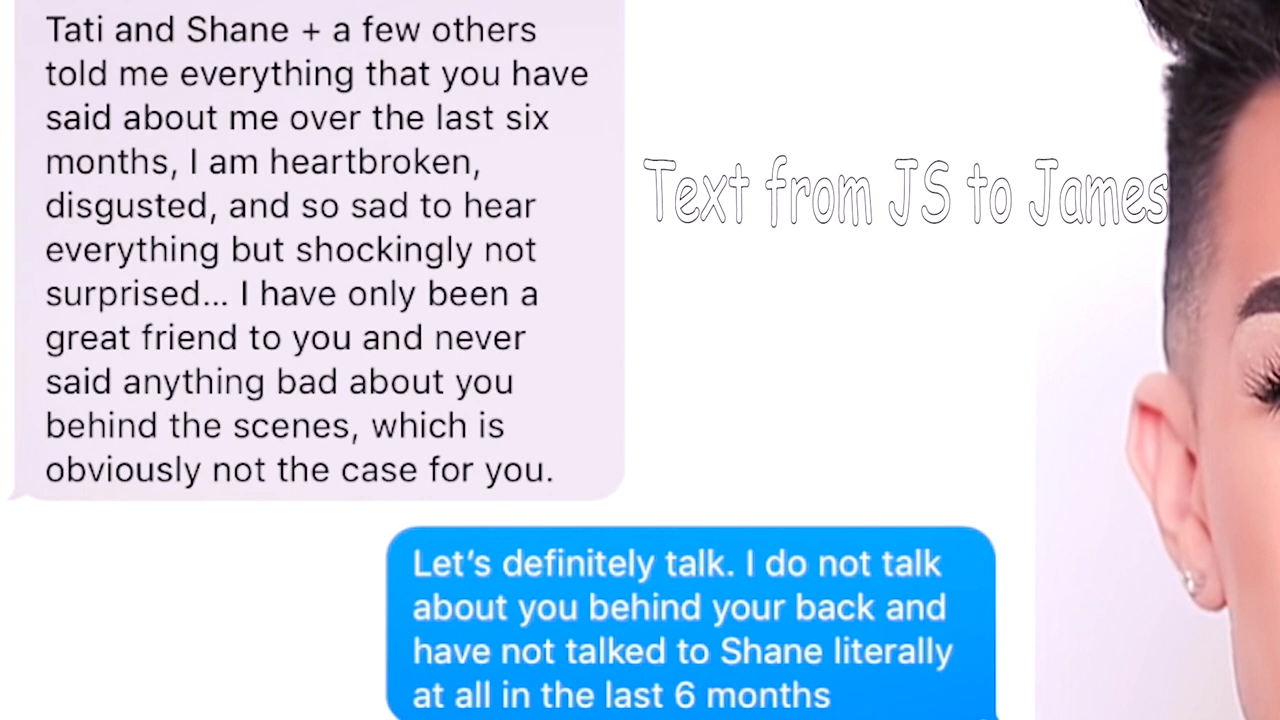 Tati and Shane + a few others
told me everything that you have
said about me over the last six
months, I am heartbroken,
disgusted, and so sad to hear
everything but shockingly not
surprised... I have only been a
great friend to you and never
said anything bad about you
behind the scenes, which is
obviously not the case for you.
Text from JS to James
Let's definitely talk. I do not talk
about you behind your back and
have not talked to Shane literally
at all in the last 6 months